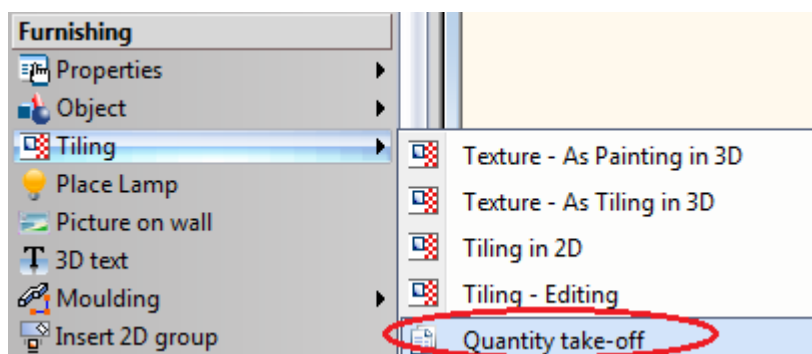 Furnishing
Properties
Object
Tiling
Place Lamp
Picture on wall
3D text
Moulding
Insert 2D group
Texture - As Painting in 3D
Texture - As Tiling in 3D
Tiling in 2D
Tiling - Editing
Quantity take-off